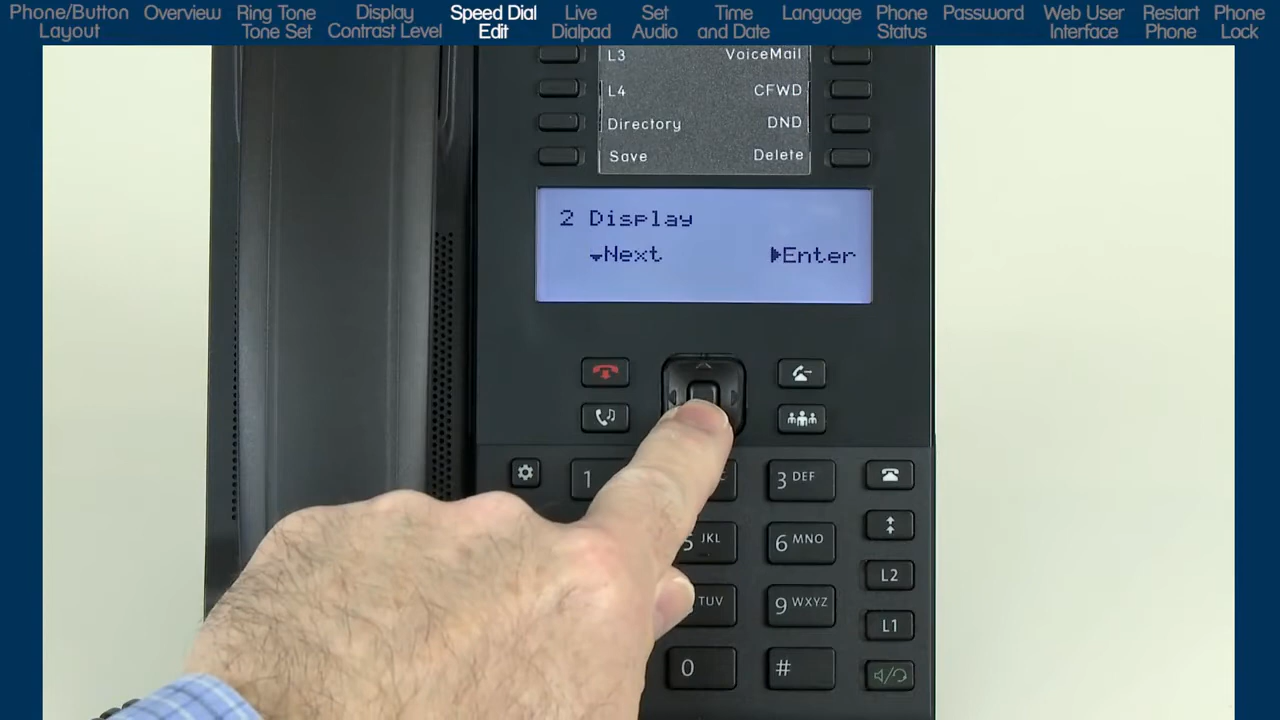 Phone/Button Layout
Overview
Ring Tone Tone Set
Display Contrast Level
Speed Dial Edit
Live Dialpad
Set Audio
Time and Date
Language
Phone Status
Password
Web User Interface
Restart Phone
Phone Lock
L3 VoiceMail
L4 CFWD
Directory DND
Save Delete
2 Display
Next Enter
1 3 DEF
5 JKL 6 MNO
TUV 9 WXYZ
0 #
L2
L1